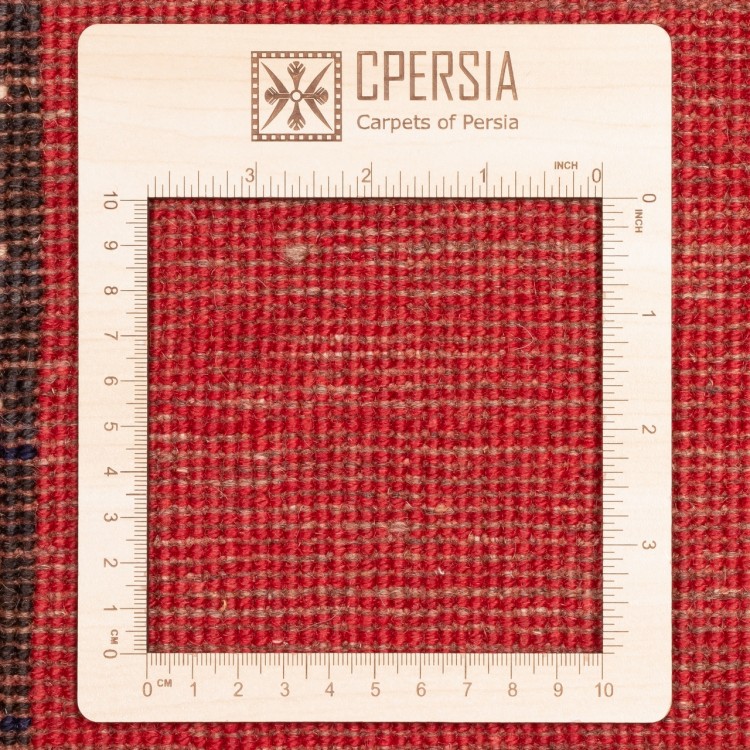 CPERSIA
Carpets of Persia
3 2 1 INCH 0
10 9 8 7 6 5 4 3 2 1 CM 0
0 INCH 1 2 3
0 CM 1 2 3 4 5 6 7 8 9 10